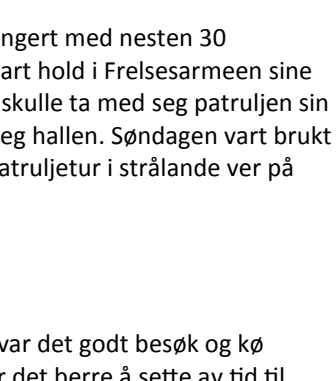 ngert med nesten 30
art hold i Frelsesarmeen sine
skulle ta med seg patruljen sin
eg hallen. Søndagen vart brukt
atruljetur i strålande ver på
var det godt besøk og kø
r det berre å sette av tid til